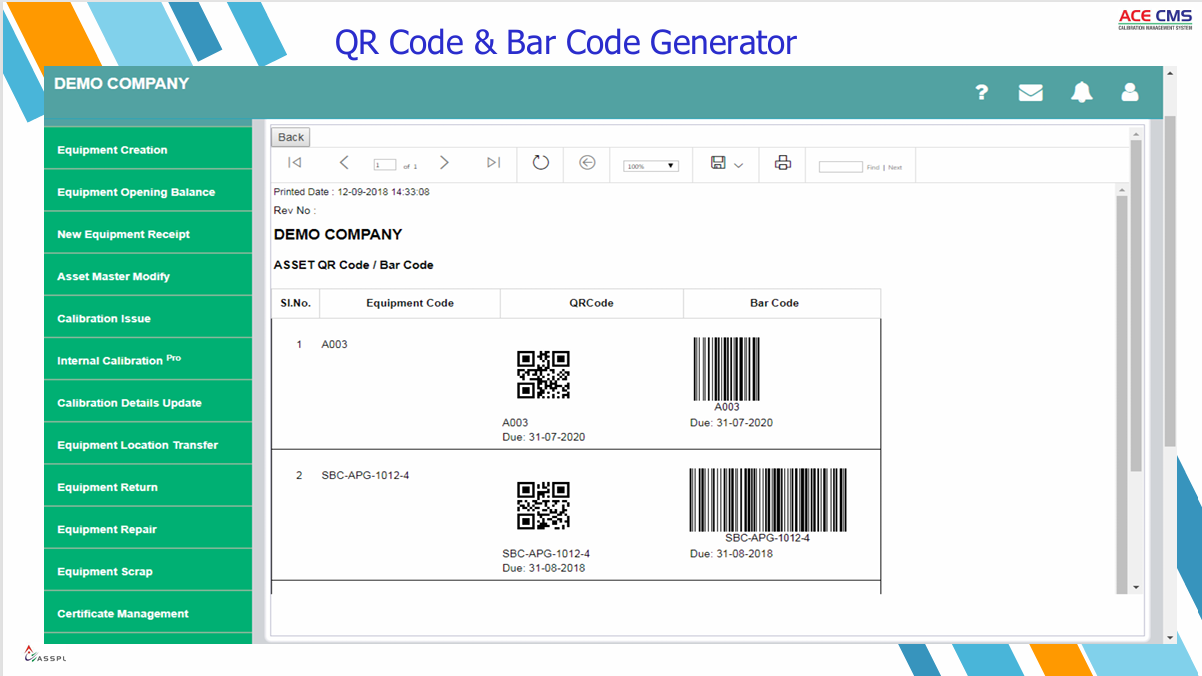 ACE CMS
CALIBRATION MANAGEMENT SYSTEM
QR Code & Bar Code Generator
DEMO COMPANY
?
Equipment Creation
Equipment Opening Balance
New Equipment Receipt
Asset Master Modify
Calibration Issue
Internal Calibration Pro
Calibration Details Update
Equipment Location Transfer
Equipment Return
Equipment Repair
Equipment Scrap
Certificate Management
Back
1 of 1
100%
Find | Next
Printed Date : 12-09-2018 14:33:08
Rev No :
DEMO COMPANY
ASSET QR Code / Bar Code
Sl.No. Equipment Code QRCode Bar Code
1 A003
A003
A003
Due: 31-07-2020
Due: 31-07-2020
2 SBC-APG-1012-4
SBC-APG-1012-4
SBC-APG-1012-4
Due: 31-08-2018
Due: 31-08-2018
ASSPL